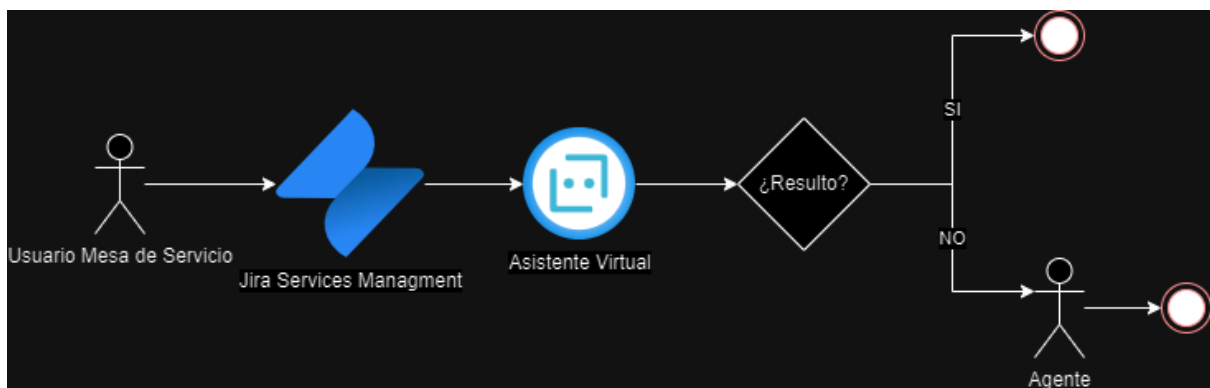 Usuario Mesa de Servicio
Jira Services Managment
Asistente Virtual
¿Resulto?
SI
NO
Agente